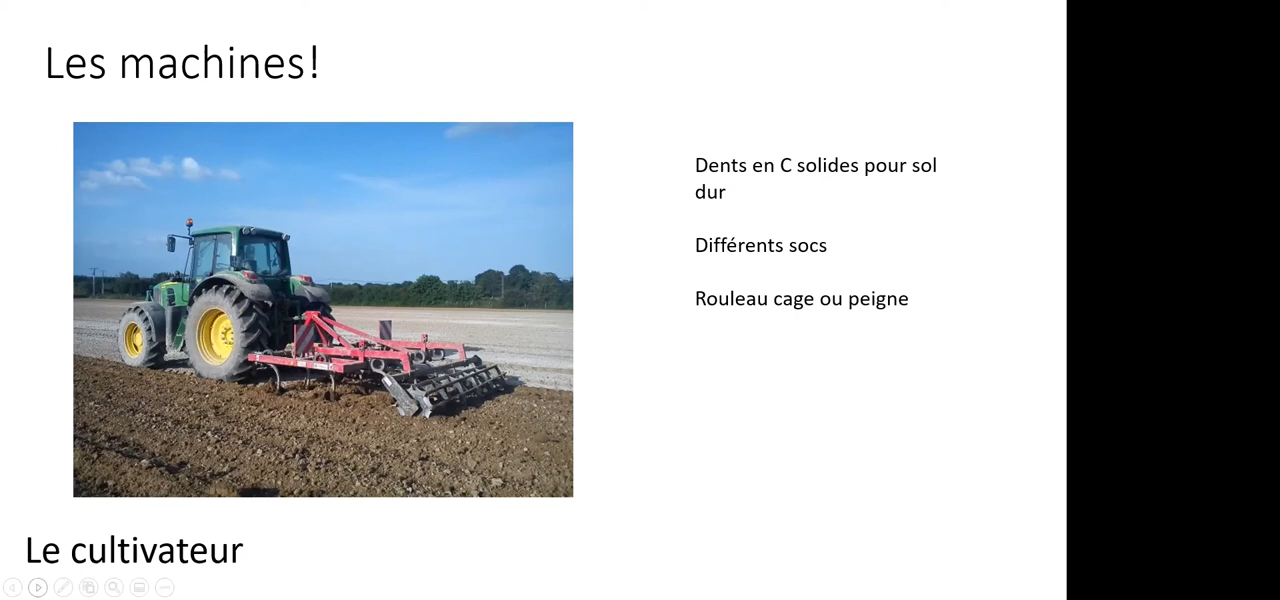 Les machines!
Dents en C solides pour sol
dur
Différents socs
Rouleau cage ou peigne
Le cultivateur